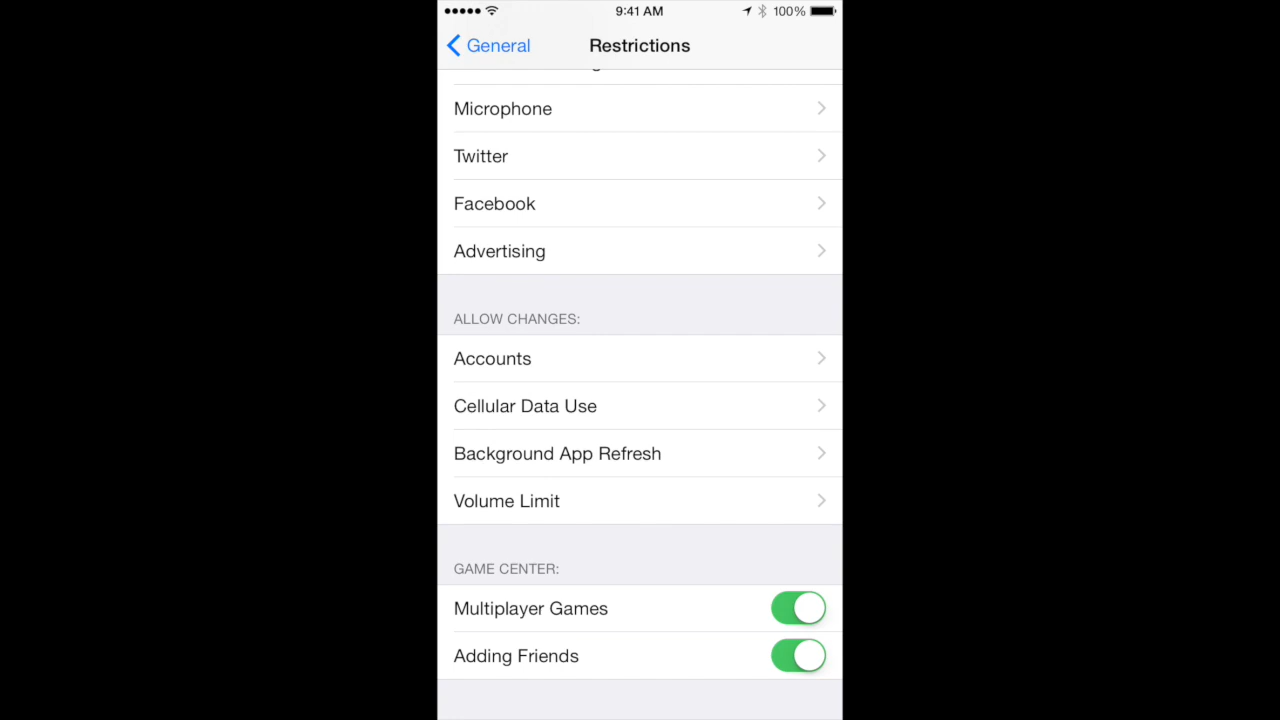 9:41 AM 100%
General Restrictions
Microphone
Twitter
Facebook
Advertising
ALLOW CHANGES:
Accounts
Cellular Data Use
Background App Refresh
Volume Limit
GAME CENTER:
Multiplayer Games
Adding Friends